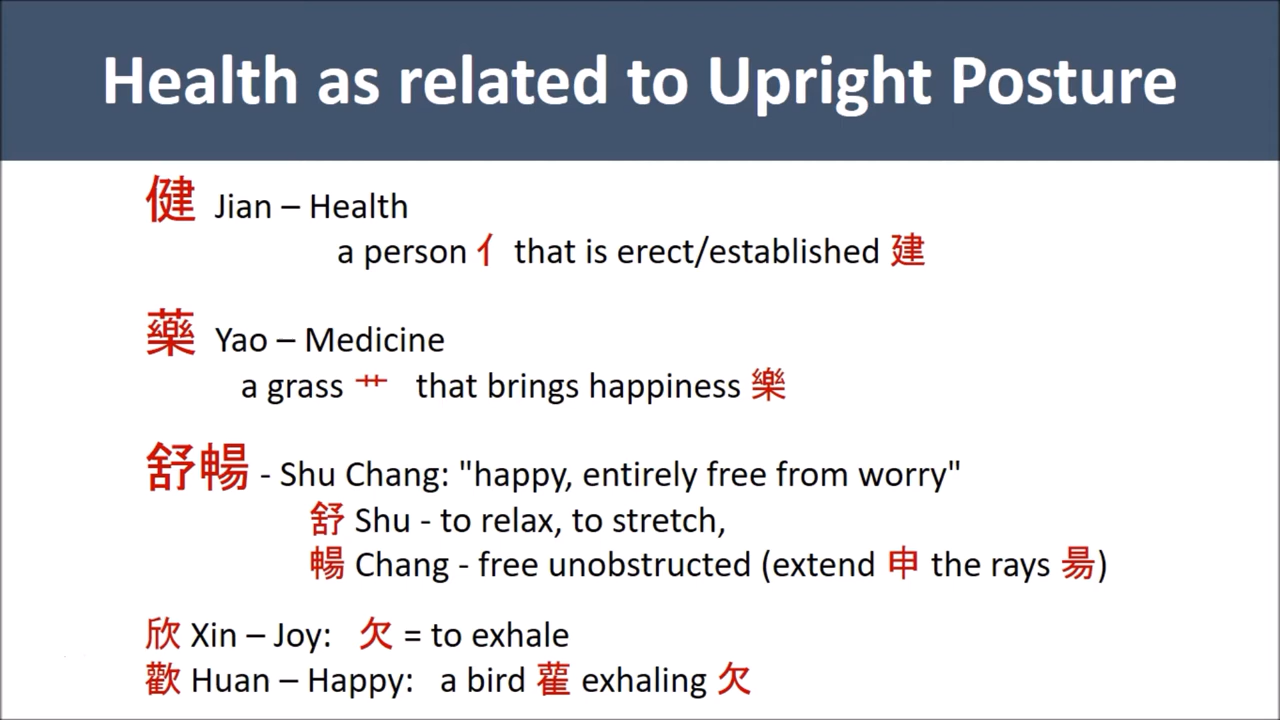 Health as related to Upright Posture
健 Jian – Health
a person 亻 that is erect/established 建
藥 Yao – Medicine
a grass 艹 that brings happiness 樂
舒暢 - Shu Chang: "happy, entirely free from worry"
舒 Shu - to relax, to stretch,
暢 Chang - free unobstructed (extend 申 the rays 昜)
欣 Xin – Joy: 欠 = to exhale
歡 Huan – Happy: a bird 雚 exhaling 欠